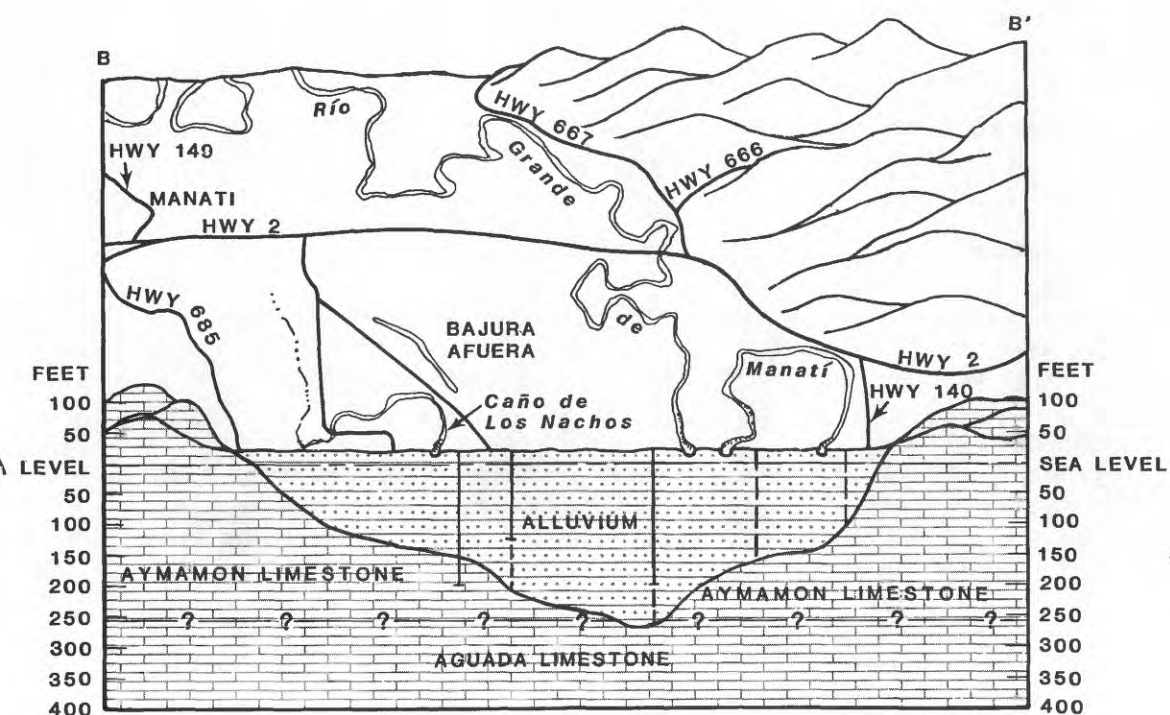 B
B'
Río
HWY 667
HWY 140
Grande
HWY 666
MANATI
HWY 2
HWY 685
de
BAJURA
AFUERA
HWY 2
Manatí
FEET
FEET
HWY 140
100
Caño de
Los Nachos
100
50
50
LEVEL
SEA LEVEL
50
50
100
ALLUVIUM
100
150
150
AYMAMON LIMESTONE
200
AYMAMON LIMESTONE
200
250
? ? ? ? ? ? ? ? ?
250
300
300
AGUADA LIMESTONE
350
350
400
400